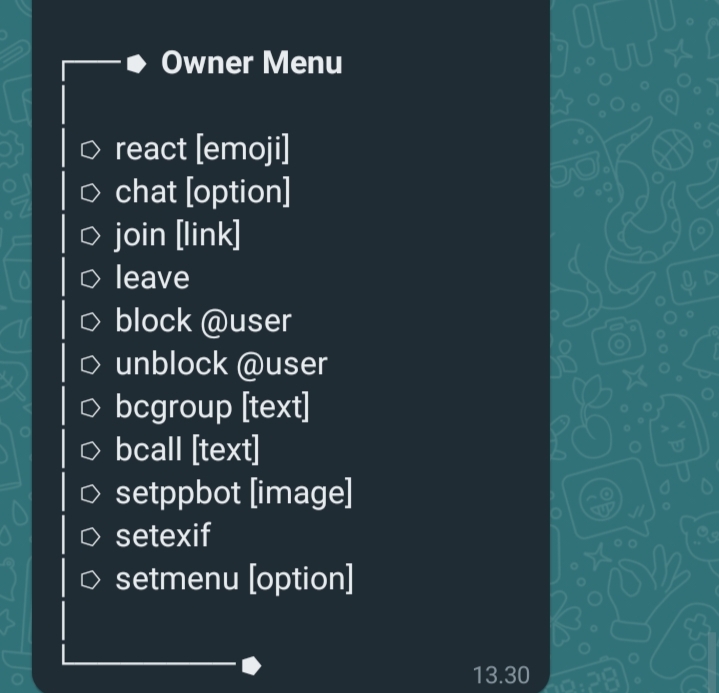 Owner Menu
react [emoji]
chat [option]
join [link]
leave
block @user
unblock @user
bcgroup [text]
bcall [text]
setppbot [image]
setexif
setmenu [option]
13.30